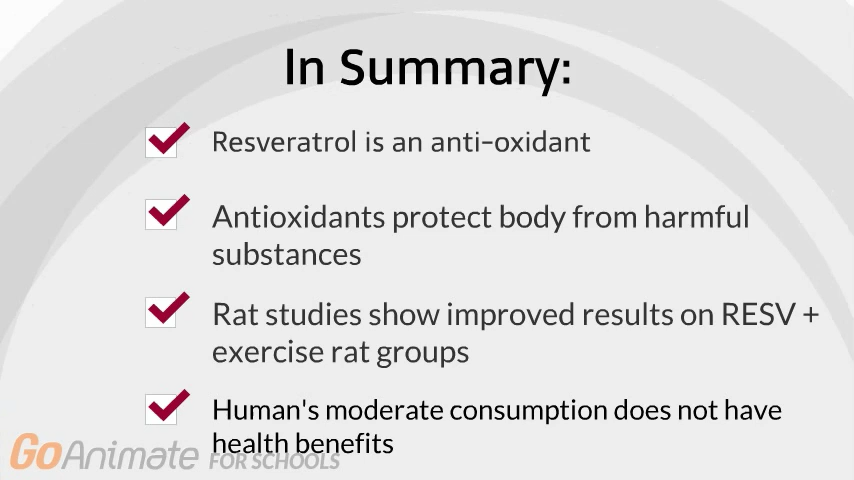 In Summary:
Resveratrol is an anti-oxidant
Antioxidants protect body from harmful
substances
Rat studies show improved results on RESV +
exercise rat groups
Human's moderate consumption does not have
health benefits
GoAnimate FOR SCHOOLS